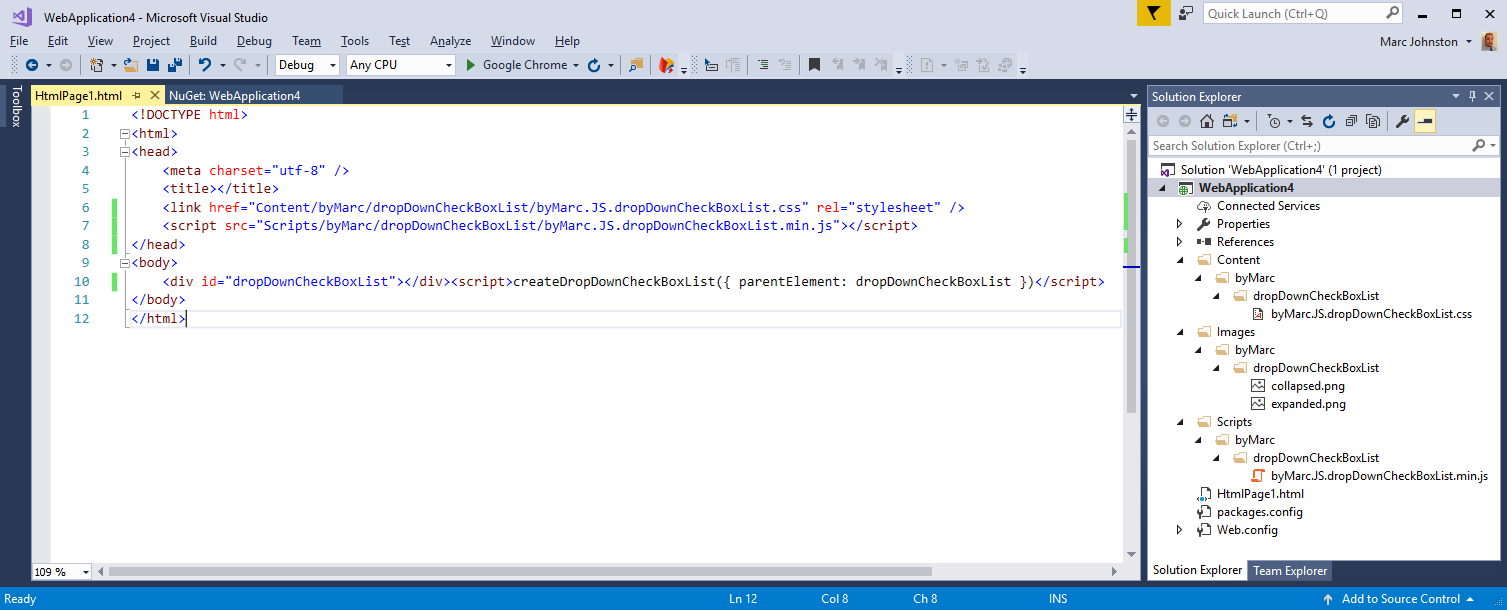 WebApplication4 - Microsoft Visual Studio
Quick Launch (Ctrl+Q)
File Edit View Project Build Debug Team Tools Test Analyze Window Help
Marc Johnston
Debug Any CPU Google Chrome
Toolbox
HtmlPage1.html NuGet: WebApplication4
1 <!DOCTYPE html>
2 <html>
3 <head>
4 <meta charset="utf-8" />
5 <title></title>
6 <link href="Content/byMarc/dropDownCheckBoxList/byMarc.JS.dropDownCheckBoxList.css" rel="stylesheet" />
7 <script src="Scripts/byMarc/dropDownCheckBoxList/byMarc.JS.dropDownCheckBoxList.min.js"></script>
8 </head>
9 <body>
10 <div id="dropDownCheckBoxList"></div><script>createDropDownCheckBoxList({ parentElement: dropDownCheckBoxList })</script>
11 </body>
12 </html>
109 %
Solution Explorer
Search Solution Explorer (Ctrl+;)
Solution 'WebApplication4' (1 project)
WebApplication4
Connected Services
Properties
References
Content
byMarc
dropDownCheckBoxList
byMarc.JS.dropDownCheckBoxList.css
Images
byMarc
dropDownCheckBoxList
collapsed.png
expanded.png
Scripts
byMarc
dropDownCheckBoxList
byMarc.JS.dropDownCheckBoxList.min.js
HtmlPage1.html
packages.config
Web.config
Solution Explorer Team Explorer
Ready Ln 12 Col 8 Ch 8 INS Add to Source Control